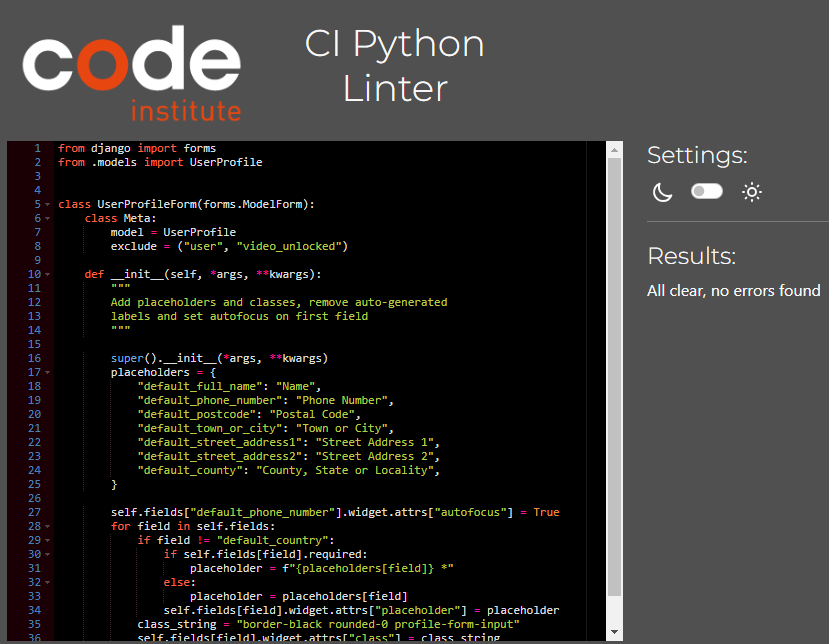 code
institute
CI Python
Linter
1 from django import forms
2 from .models import UserProfile
3
4
5 class UserProfileForm(forms.ModelForm):
6     class Meta:
7         model = UserProfile
8         exclude = ("user", "video_unlocked")
9
10     def __init__(self, *args, **kwargs):
11         """
12         Add placeholders and classes, remove auto-generated
13         labels and set autofocus on first field
14         """
15
16         super().__init__(*args, **kwargs)
17         placeholders = {
18             "default_full_name": "Name",
19             "default_phone_number": "Phone Number",
20             "default_postcode": "Postal Code",
21             "default_town_or_city": "Town or City",
22             "default_street_address1": "Street Address 1",
23             "default_street_address2": "Street Address 2",
24             "default_county": "County, State or Locality",
25         }
26
27         self.fields["default_phone_number"].widget.attrs["autofocus"] = True
28         for field in self.fields:
29             if field != "default_country":
30                 if self.fields[field].required:
31                     placeholder = f"{placeholders[field]} *"
32                 else:
33                     placeholder = placeholders[field]
34                 self.fields[field].widget.attrs["placeholder"] = placeholder
35             class_string = "border-black rounded-0 profile-form-input"
36             self.fields[field].widget.attrs["class"] = class_string
Settings:
Results:
All clear, no errors found